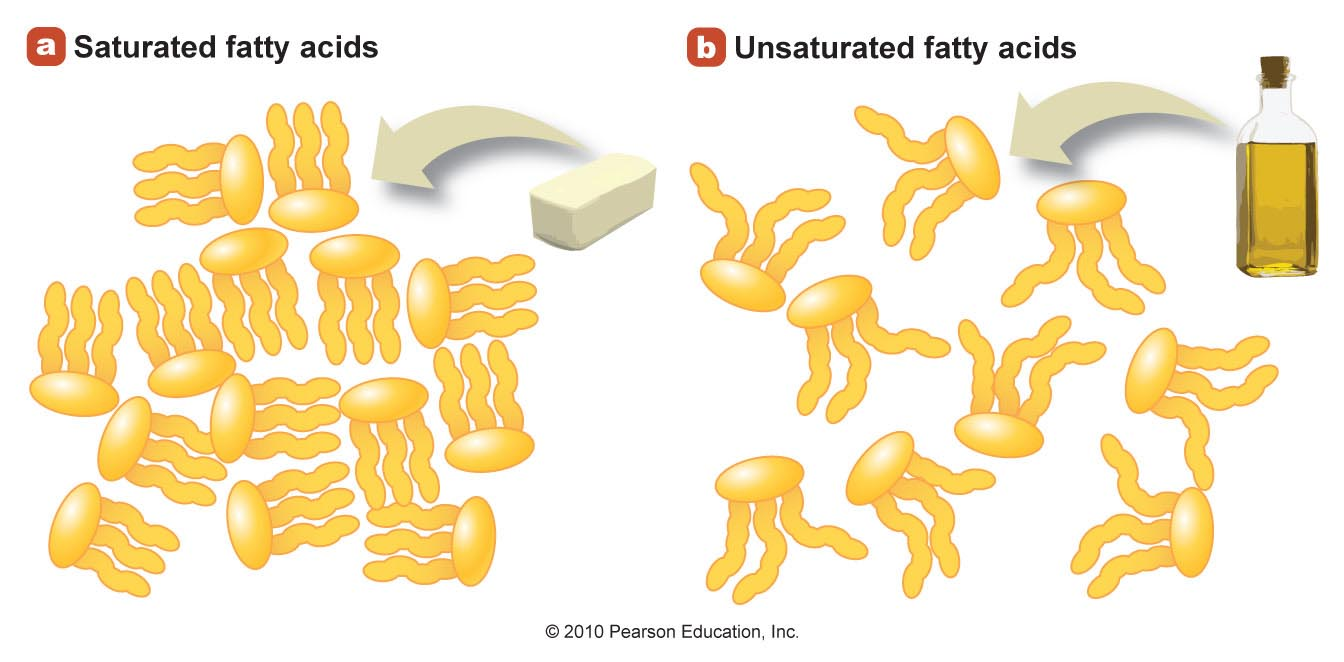 a Saturated fatty acids
b Unsaturated fatty acids
© 2010 Pearson Education, Inc.